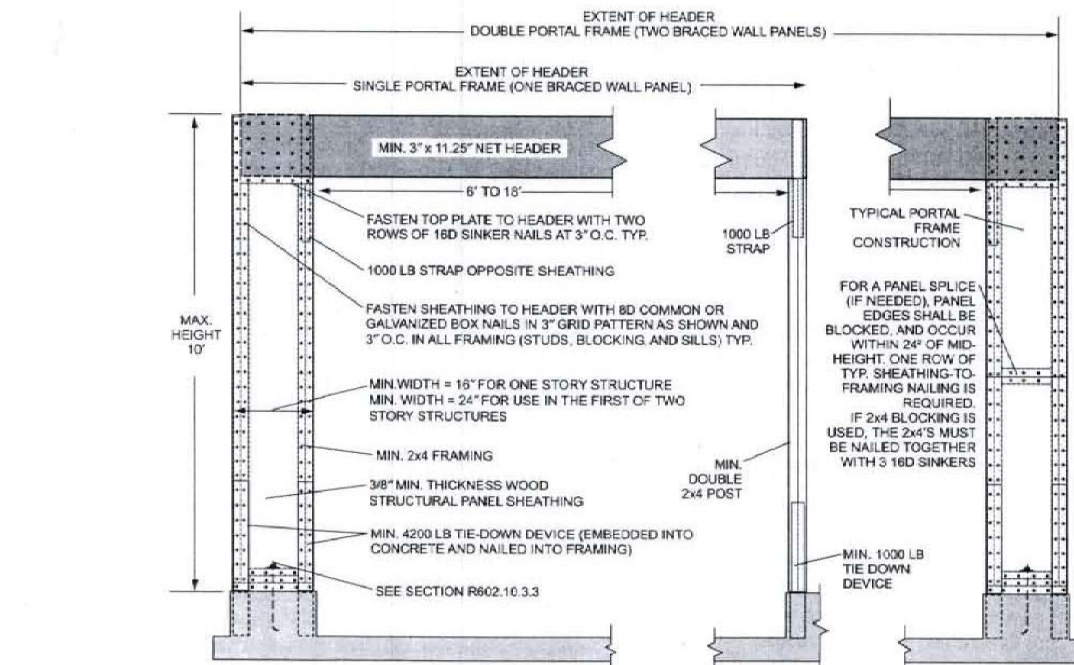 EXTENT OF HEADER
DOUBLE PORTAL FRAME (TWO BRACED WALL PANELS)
EXTENT OF HEADER
SINGLE PORTAL FRAME (ONE BRACED WALL PANEL)
MIN. 3" x 11.25" NET HEADER
6' TO 18'
FASTEN TOP PLATE TO HEADER WITH TWO
ROWS OF 16D SINKER NAILS AT 3" O.C. TYP.
1000 LB STRAP OPPOSITE SHEATHING
FASTEN SHEATHING TO HEADER WITH 8D COMMON OR
GALVANIZED BOX NAILS IN 3" GRID PATTERN AS SHOWN AND
3" O.C. IN ALL FRAMING (STUDS, BLOCKING, AND SILLS) TYP.
MAX.
HEIGHT
10'
MIN.WIDTH = 16" FOR ONE STORY STRUCTURE
MIN. WIDTH = 24" FOR USE IN THE FIRST OF TWO
STORY STRUCTURES
MIN. 2x4 FRAMING
3/8" MIN. THICKNESS WOOD
STRUCTURAL PANEL SHEATHING
MIN. 4200 LB TIE-DOWN DEVICE (EMBEDDED INTO
CONCRETE AND NAILED INTO FRAMING)
SEE SECTION R602.10.3.3
1000 LB
STRAP
MIN.
DOUBLE
2x4 POST
MIN. 1000 LB
TIE DOWN
DEVICE
TYPICAL PORTAL
FRAME
CONSTRUCTION
FOR A PANEL SPLICE
(IF NEEDED), PANEL
EDGES SHALL BE
BLOCKED, AND OCCUR
WITHIN 24" OF MID-
HEIGHT. ONE ROW OF
TYP. SHEATHING-TO-
FRAMING NAILING IS
REQUIRED.
IF 2x4 BLOCKING IS
USED, THE 2x4'S MUST
BE NAILED TOGETHER
WITH 3 16D SINKERS